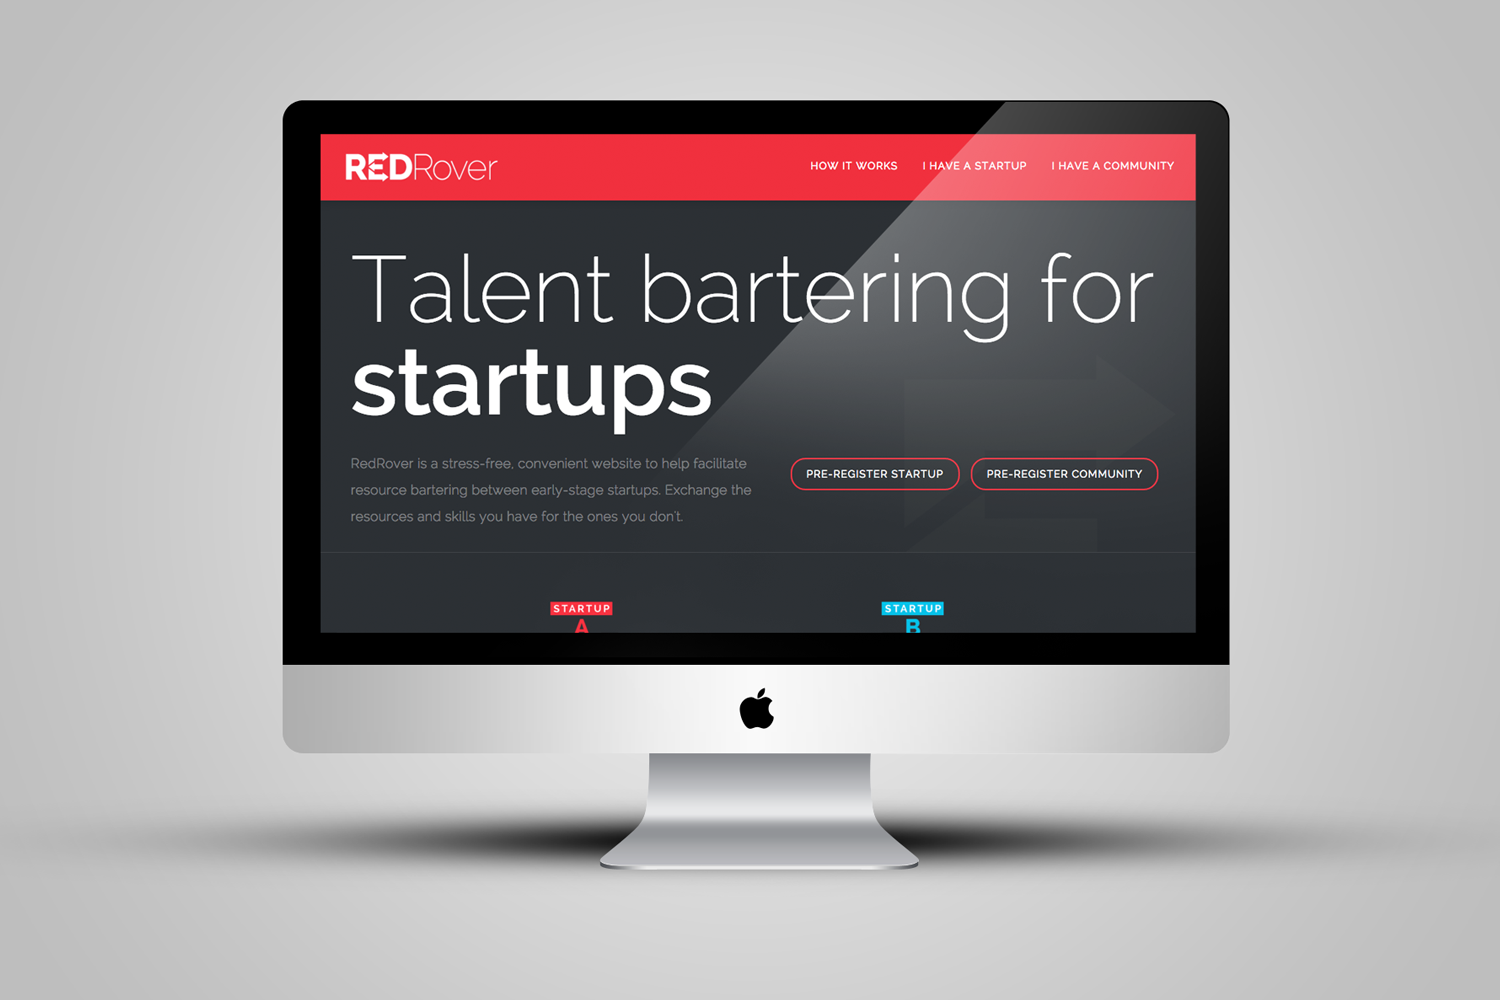 REDRover
HOW IT WORKS
I HAVE A STARTUP
I HAVE A COMMUNITY
Talent bartering for
startups
RedRover is a stress-free, convenient website to help facilitate
resource bartering between early-stage startups. Exchange the
resources and skills you have for the ones you don't.
PRE-REGISTER STARTUP
PRE-REGISTER COMMUNITY
STARTUP
A
STARTUP
B